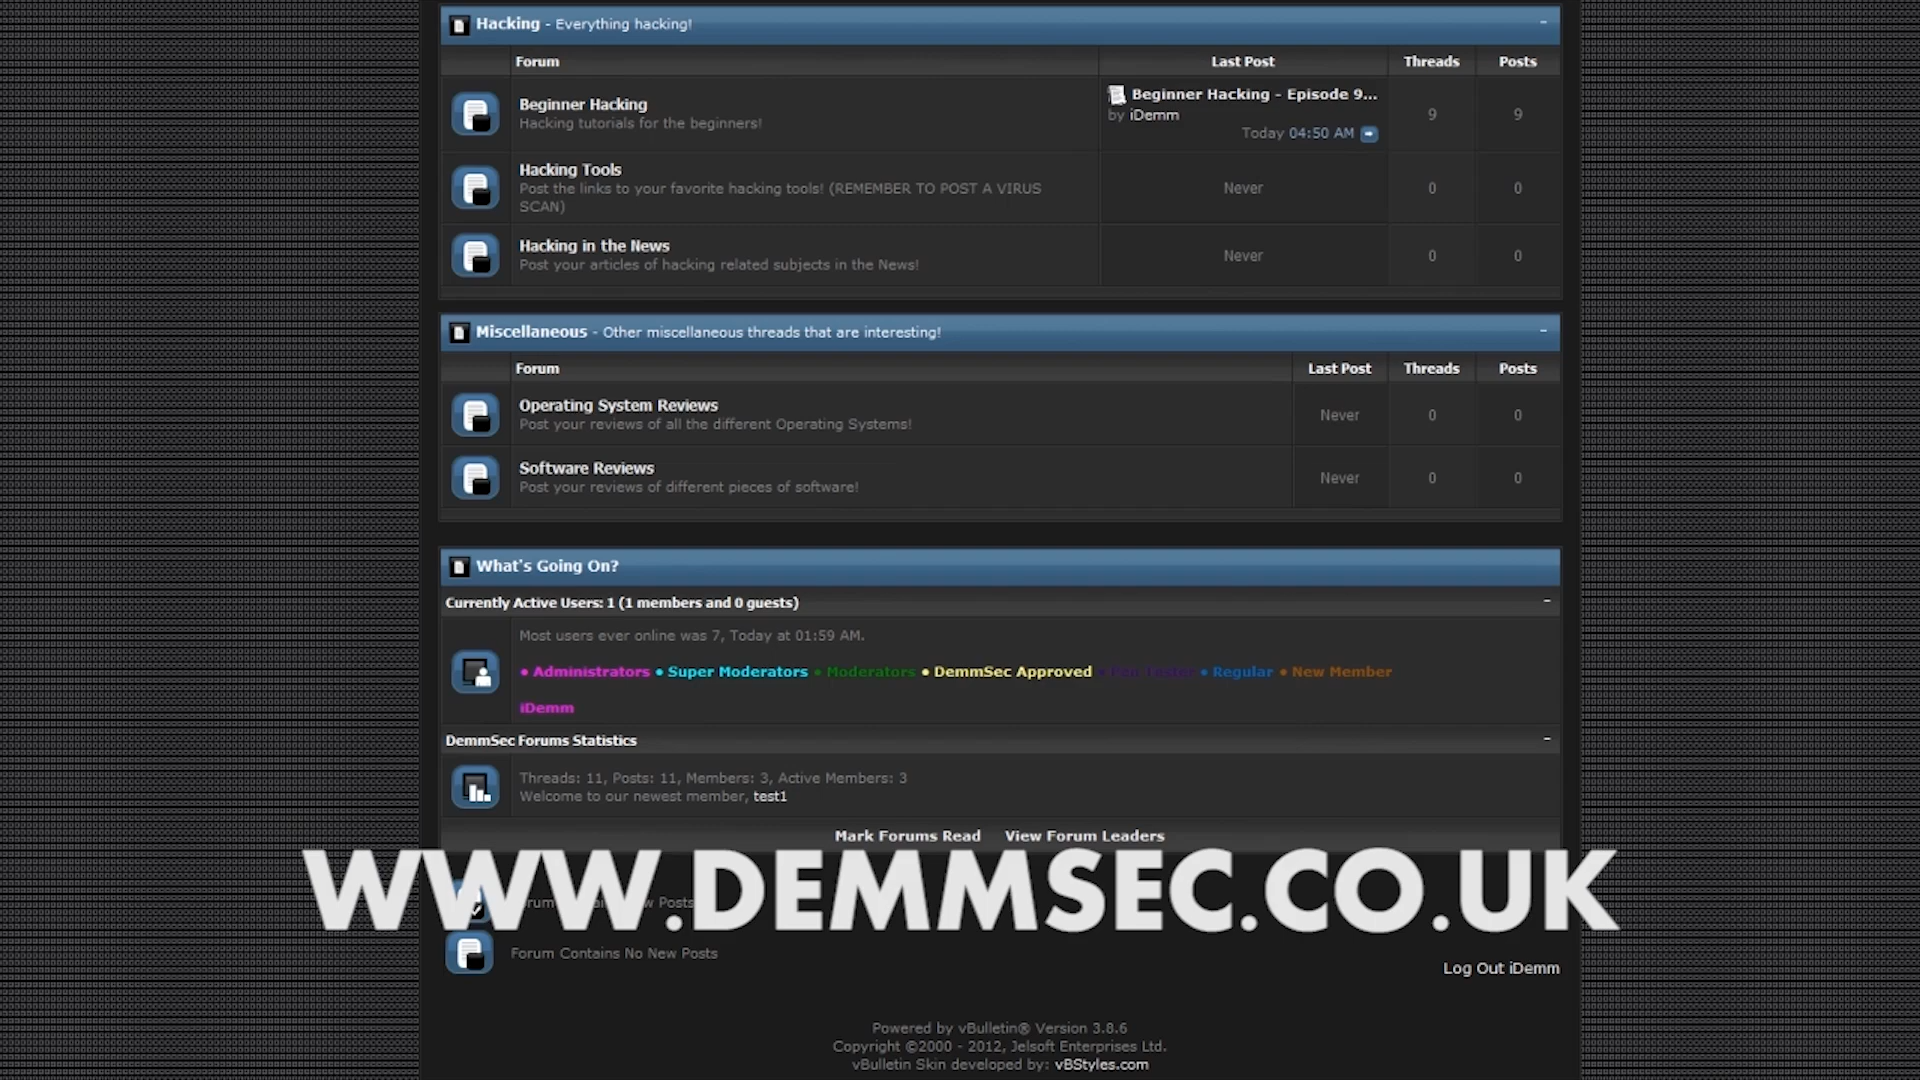 Hacking - Everything hacking!
Forum Last Post Threads Posts
Beginner Hacking
Hacking tutorials for the beginners!
Beginner Hacking - Episode 9...
by iDemm
Today 04:50 AM
9 9
Hacking Tools
Post the links to your favorite hacking tools! (REMEMBER TO POST A VIRUS
SCAN)
Never 0 0
Hacking in the News
Post your articles of hacking related subjects in the News!
Never 0 0
Miscellaneous - Other miscellaneous threads that are interesting!
Forum Last Post Threads Posts
Operating System Reviews
Post your reviews of all the different Operating Systems!
Never 0 0
Software Reviews
Post your reviews of different pieces of software!
Never 0 0
What's Going On?
Currently Active Users: 1 (1 members and 0 guests)
Most users ever online was 7, Today at 01:59 AM.
• Administrators • Super Moderators • Moderators • DemmSec Approved • Tester • Regular • New Member
iDemm
DemmSec Forums Statistics
Threads: 11, Posts: 11, Members: 3, Active Members: 3
Welcome to our newest member, test1
Mark Forums Read View Forum Leaders
WWW.DEMMSEC.CO.UK
Posts
Forum Contains No New Posts
Log Out iDemm
Powered by vBulletin® Version 3.8.6
Copyright ©2000 - 2012, Jelsoft Enterprises Ltd.
vBulletin Skin developed by: vBStyles.com